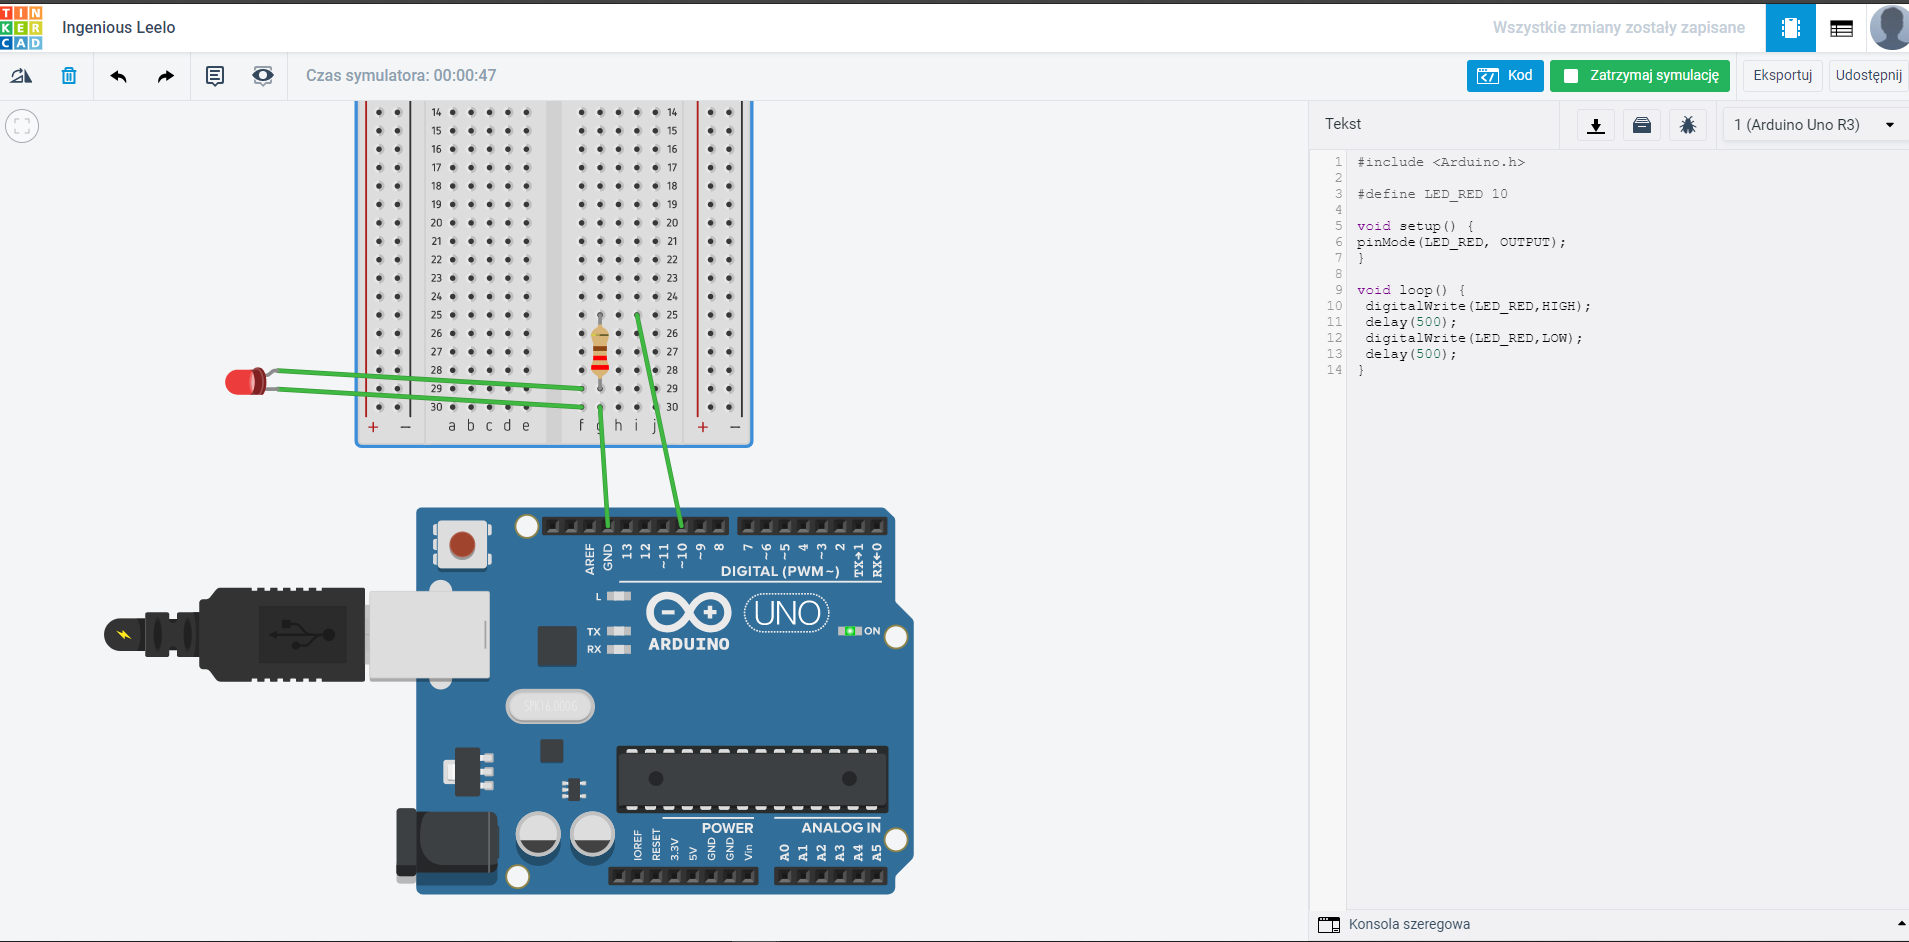 TIN
KER
CAD
Ingenious Leelo
Wszystkie zmiany zostały zapisane
Czas symulatora: 00:00:47
Kod
Zatrzymaj symulację
Eksportuj
Udostępnij
Tekst
1 (Arduino Uno R3)
1 #include <Arduino.h>
2
3 #define LED_RED 10
4
5 void setup() {
6 pinMode(LED_RED, OUTPUT);
7 }
8
9 void loop() {
10 digitalWrite(LED_RED,HIGH);
11 delay(500);
12 digitalWrite(LED_RED,LOW);
13 delay(500);
14 }
Konsola szeregowa
14 14
15 15
16 16
17 17
18 18
19 19
20 20
21 21
22 22
23 23
24 24
25 25
26 26
27 27
28 28
29 29
30 30
+ − a b c d e f g h i j + −
AREF GND 13 12 ~11 ~10 ~9 8 7 ~6 ~5 4 ~3 2 TX→1 RX←0
DIGITAL (PWM~)
L
TX
RX
UNO
ARDUINO
ON
SPK16.000G
POWER ANALOG IN
IOREF RESET 3.3V 5V GND GND Vin A0 A1 A2 A3 A4 A5